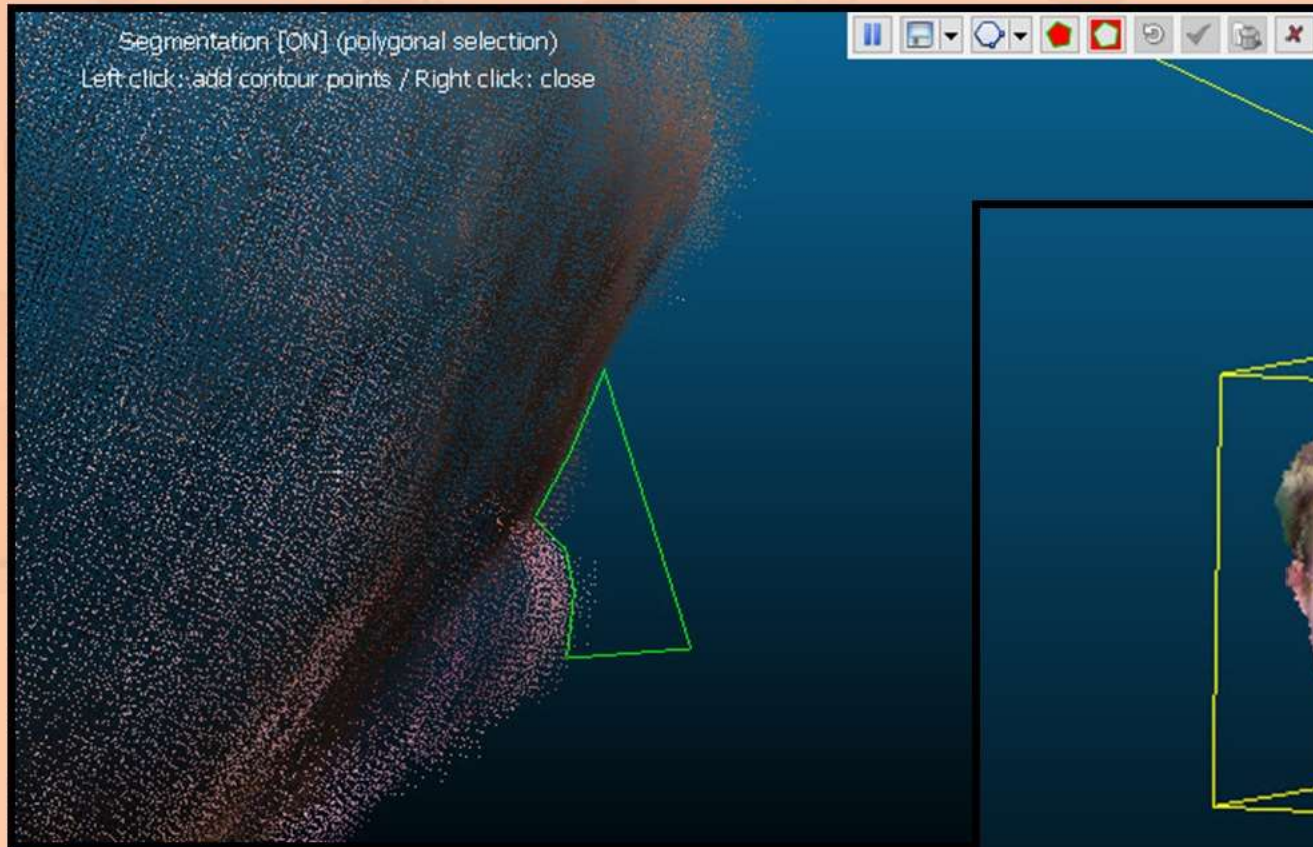 Segmentation [ON] (polygonal selection)
Left click: add contour points / Right click: close